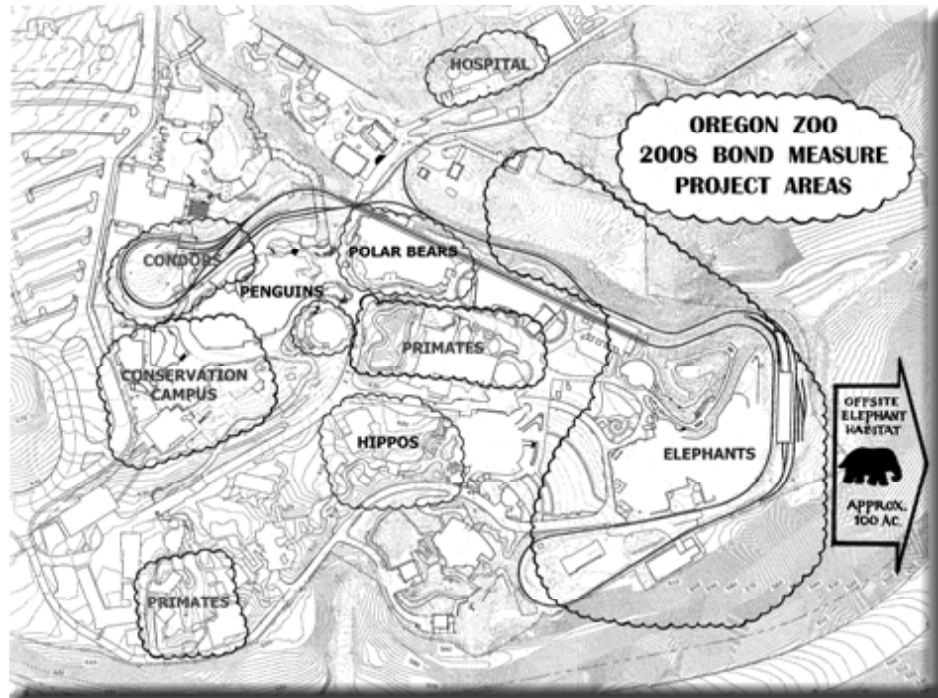 HOSPITAL
OREGON ZOO
2008 BOND MEASURE
PROJECT AREAS
CONDORS
POLAR BEARS
PENGUINS
PRIMATES
CONSERVATION
CAMPUS
HIPPOS
ELEPHANTS
OFFSITE
ELEPHANT
HABITAT
APPROX.
100 AC.
PRIMATES